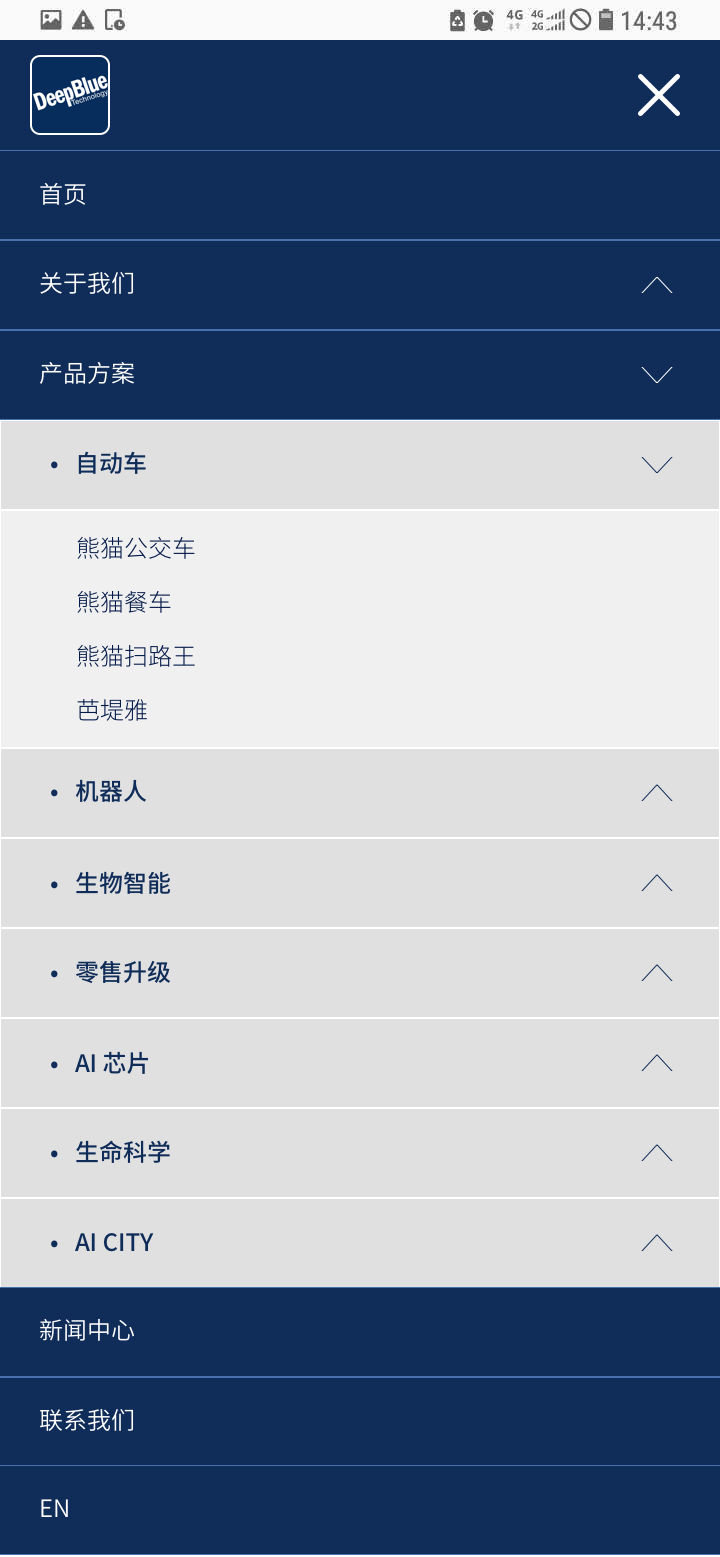 4G 4G 2G 14:43
DeepBlue
Technology
首页
关于我们
产品方案
• 自动车
熊猫公交车
熊猫餐车
熊猫扫路王
芭堤雅
• 机器人
• 生物智能
• 零售升级
• AI 芯片
• 生命科学
• AI CITY
新闻中心
联系我们
EN